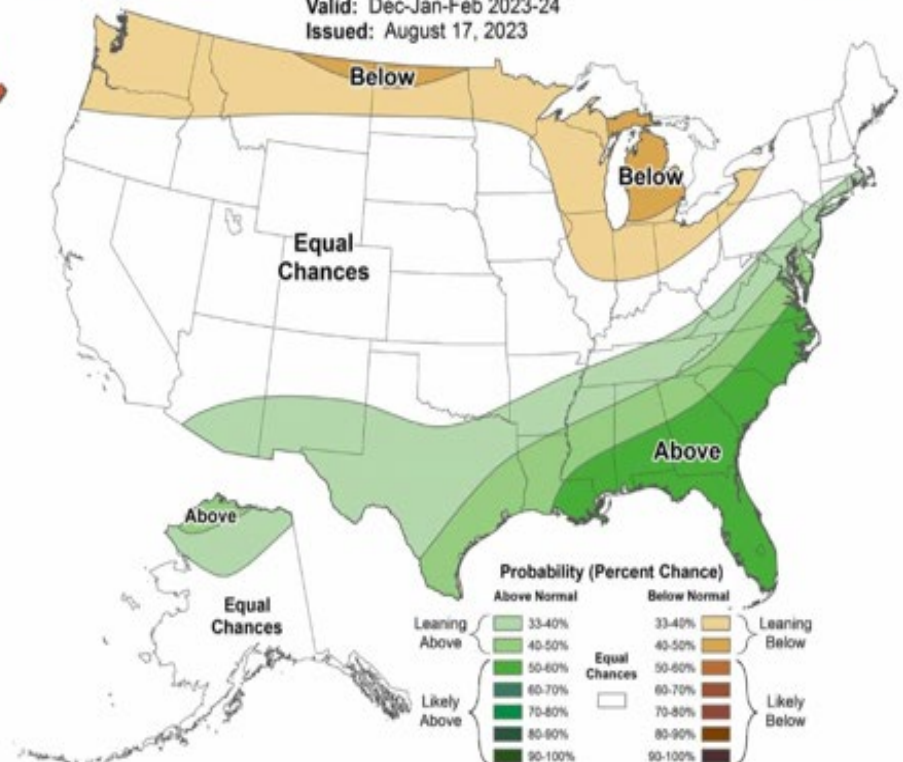 Valid: Dec-Jan-Feb 2023-24
Issued: August 17, 2023
Below
Below
Equal
Chances
Above
Above
Equal
Chances
Probability (Percent Chance)
Above Normal
Below Normal
Leaning
Above
33-40%
40-50%
Likely
Above
50-60%
60-70%
70-80%
80-90%
90-100%
Equal
Chances
33-40%
40-50%
Leaning
Below
50-60%
60-70%
70-80%
80-90%
90-100%
Likely
Below